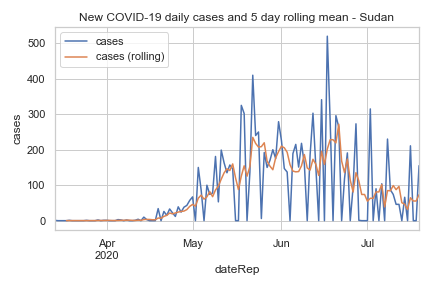 New COVID-19 daily cases and 5 day rolling mean - Sudan
cases
cases (rolling)
500
400
300
200
100
0
cases
Apr
2020
May
Jun
Jul
dateRep